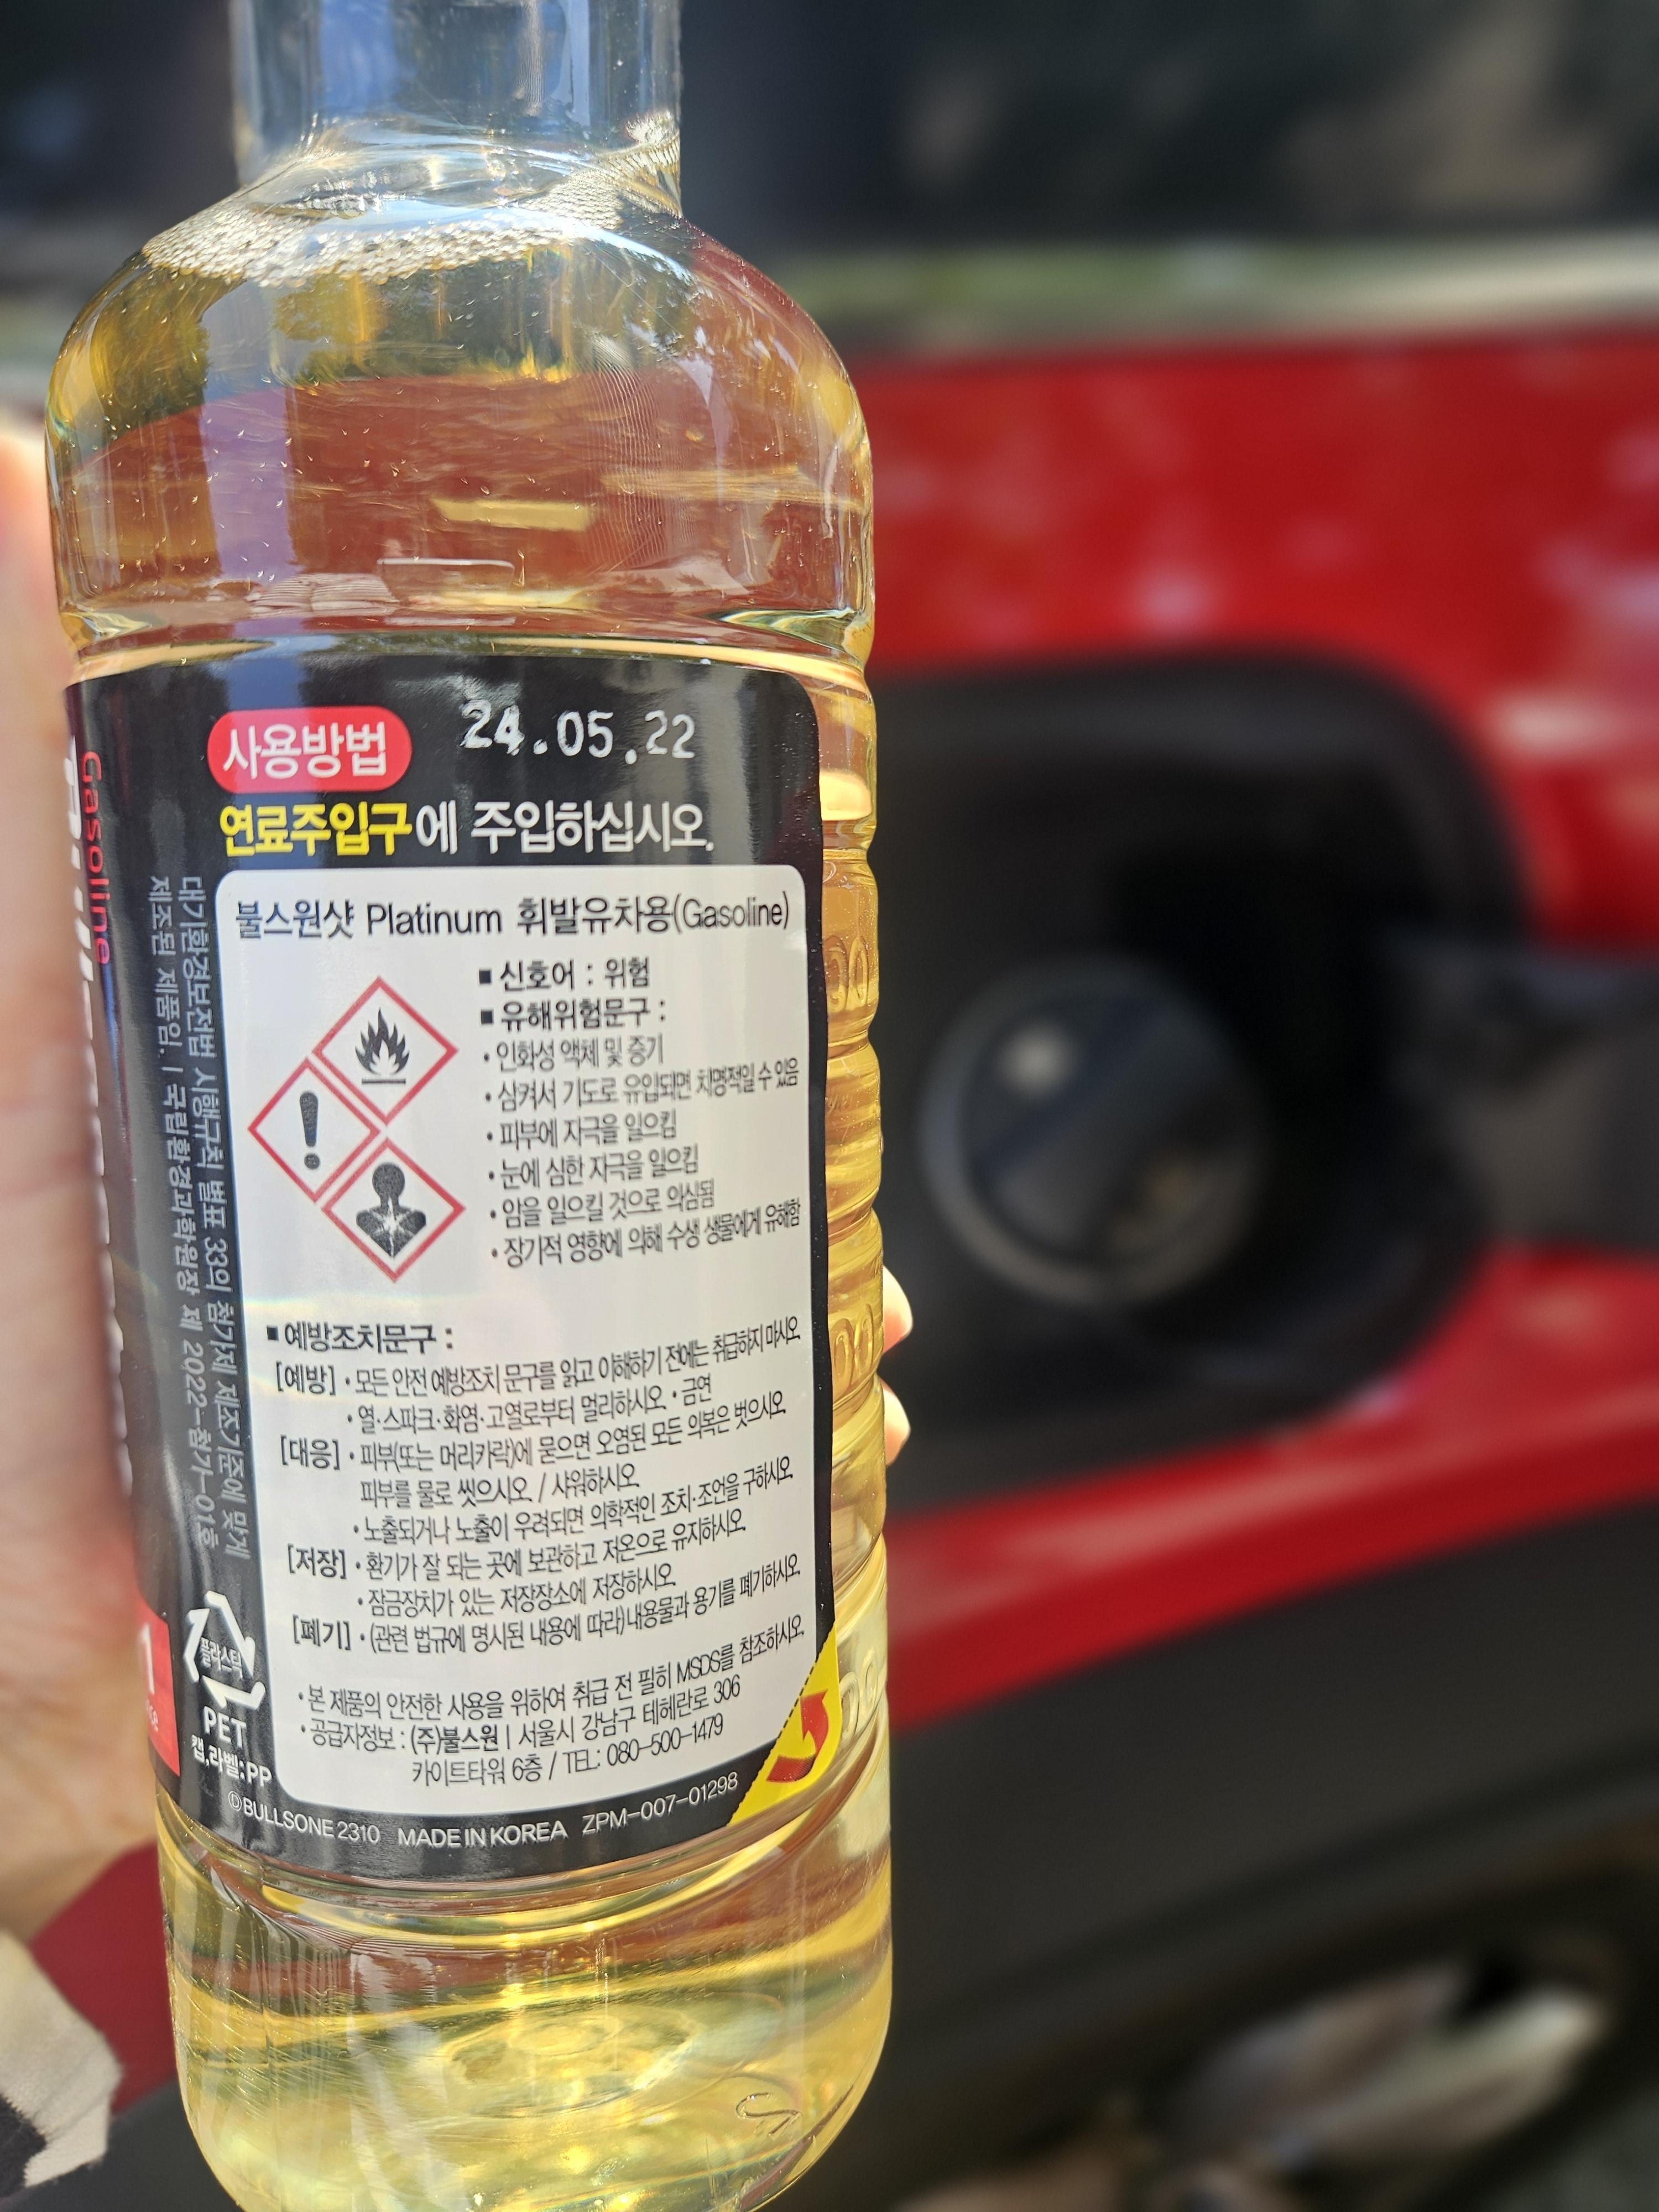 사용방법
24.05.22
연료주입구에 주입하십시오.
불스원샷 Platinum 휘발유차용(Gasoline)
■ 신호어 : 위험
■ 유해위험문구 :
• 인화성 액체 및 증기
• 삼켜서 기도로 유입되면 치명적일 수 있음
• 피부에 자극을 일으킴
• 눈에 심한 자극을 일으킴
• 암을 일으킬 것으로 의심됨
• 장기적 영향에 의해 수생 생물에게 유해함
■ 예방조치문구 :
[예방] • 모든 안전 예방조치 문구를 읽고 이해하기 전에는 취급하지 마시오.
• 열·스파크·화염·고열로부터 멀리하시오. • 금연
[대응] • 피부(또는 머리카락)에 묻으면 오염된 모든 의복은 벗으시오.
피부를 물로 씻으시오. / 샤워하시오.
• 노출되거나 노출이 우려되면 의학적인 조치·조언을 구하시오.
[저장] • 환기가 잘 되는 곳에 보관하고 저온으로 유지하시오.
• 잠금장치가 있는 저장장소에 저장하시오.
[폐기] • (관련 법규에 명시된 내용에 따라) 내용물과 용기를 폐기하시오.
• 본 제품의 안전한 사용을 위하여 취급 전 필히 MSDS를 참조하시오.
• 공급자정보 : (주)불스원 | 서울시 강남구 테헤란로 306
카이트타워 6층 / TEL: 080-500-1479
ⒹBULLSONE 2310 MADE IN KOREA ZPM-007-01298
대기환경보전법 시행규칙 별표 33의 첨가제 제조기준에 맞게
제조된 제품임. | 국립환경과학원장 제 2022-첨가-01호
플라스틱
PET
캡,라벨:PP
Gasoline